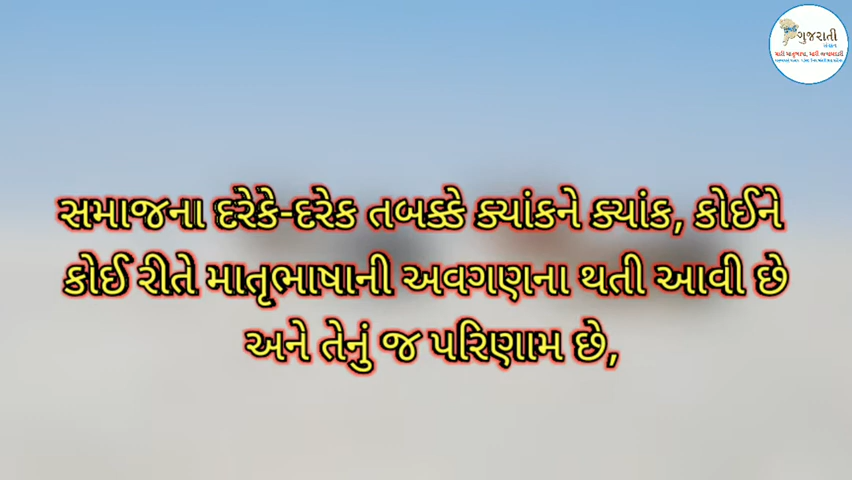 ગુજરાતી
સમાજના દરેકે-દરેક તબક્કે ક્યાંકને ક્યાંક, કોઈને
કોઈ રીતે માતૃભાષાની અવગણના થતી આવી છે
અને તેનું જ પરિણામ છે,